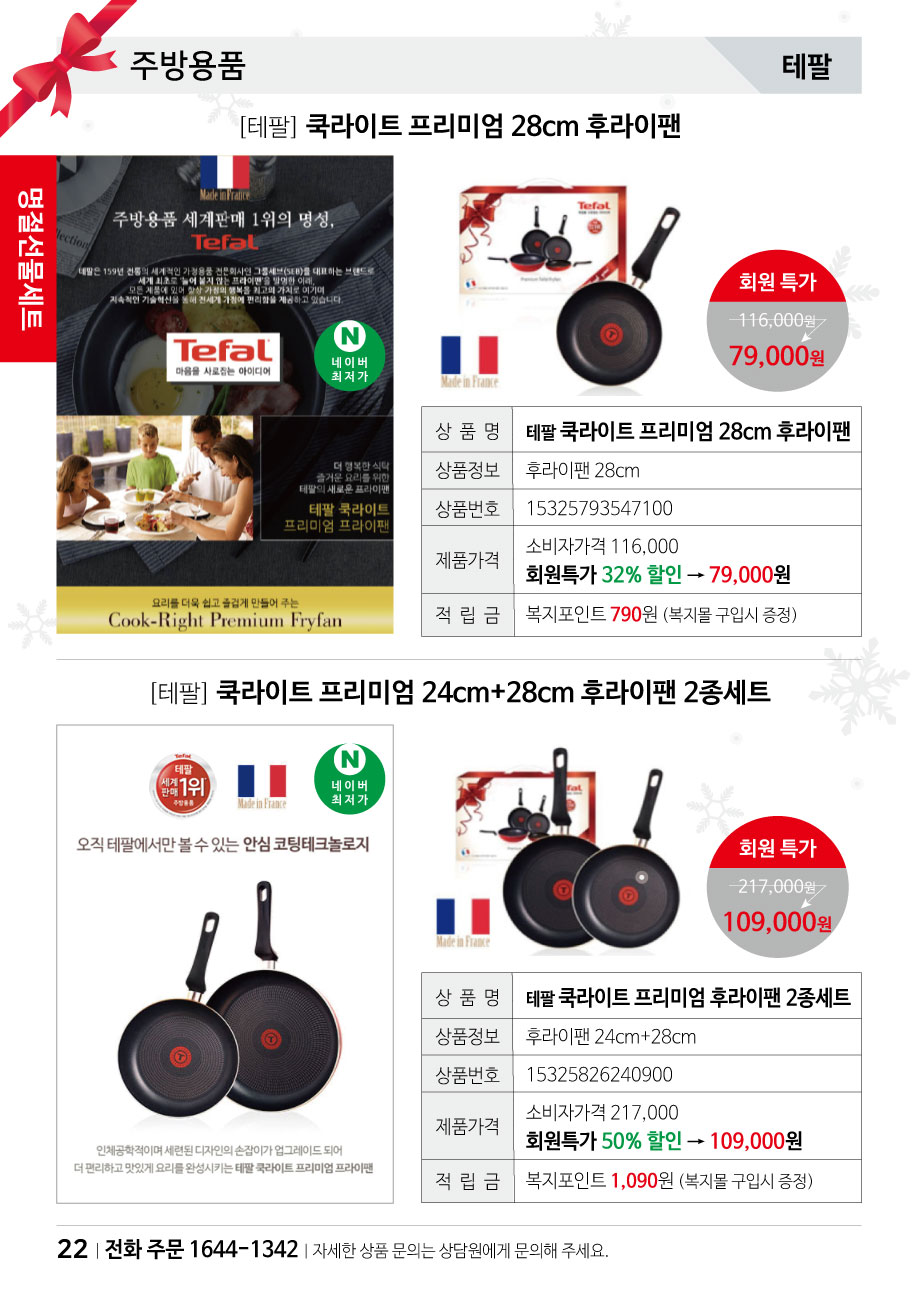 주방용품
테팔
[테팔] 쿡라이트 프리미엄 28cm 후라이팬
명절선물세트
Made in France
주방용품 세계판매 1위의 명성,
Tefal
테팔은 159년 전통의 세계적인 가정용품 전문회사인 그룹세브(SEB)를 대표하는 브랜드로
세계 최초로 '눌어 붙지 않는 프라이팬'을 발명한 이래,
모든 제품에 있어 항상 가정의 행복을 최고의 가치로 여기며
지속적인 기술혁신을 통해 전세계 가정에 편리함을 제공하고 있습니다.
Tefal
마음을 사로잡는 아이디어
N
네이버
최저가
더 행복한 식탁
즐거운 요리를 위한
테팔의 새로운 프라이팬
테팔 쿡라이트
프리미엄 프라이팬
요리를 더욱 쉽고 즐겁게 만들어 주는
Cook-Right Premium Fryfan
Tefal
Made in France
회원 특가
116,000원
79,000원
상 품 명 테팔 쿡라이트 프리미엄 28cm 후라이팬
상품정보 후라이팬 28cm
상품번호 15325793547100
제품가격 소비자가격 116,000
회원특가 32% 할인 → 79,000원
적 립 금 복지포인트 790원 (복지몰 구입시 증정)
[테팔] 쿡라이트 프리미엄 24cm+28cm 후라이팬 2종세트
Tefal
테팔
세계
판매 1위
주방용품
Made in France
N
네이버
최저가
오직 테팔에서만 볼 수 있는 안심 코팅테크놀로지
인체공학적이며 세련된 디자인의 손잡이가 업그레이드 되어
더 편리하고 맛있게 요리를 완성시키는 테팔 쿡라이트 프리미엄 프라이팬
Made in France
회원 특가
217,000원
109,000원
상 품 명 테팔 쿡라이트 프리미엄 후라이팬 2종세트
상품정보 후라이팬 24cm+28cm
상품번호 15325826240900
제품가격 소비자가격 217,000
회원특가 50% 할인 → 109,000원
적 립 금 복지포인트 1,090원 (복지몰 구입시 증정)
22 | 전화 주문 1644-1342 | 자세한 상품 문의는 상담원에게 문의해 주세요.